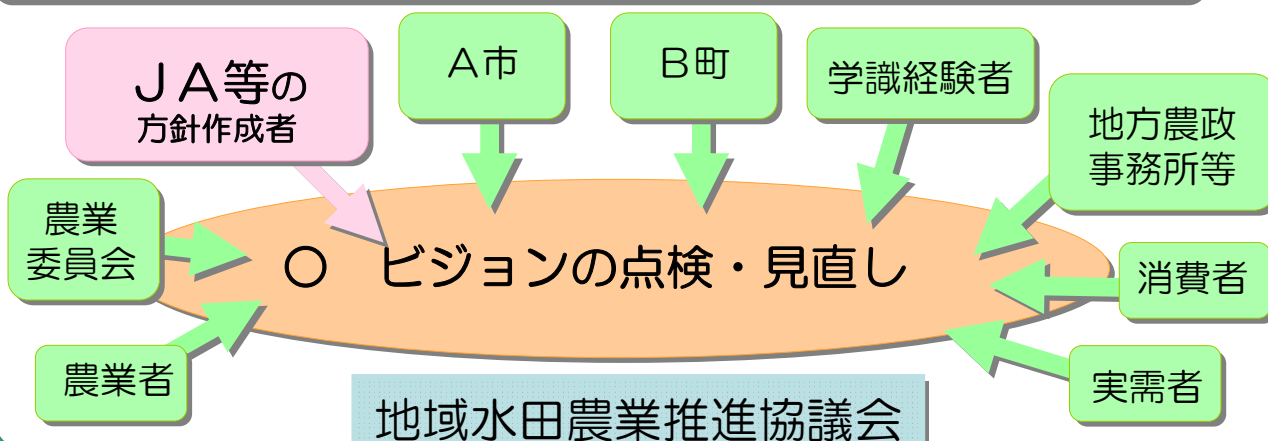 JA等の
方針作成者
A市
B町
学識経験者
地方農政
事務所等
農業
委員会
○ ビジョンの点検・見直し
消費者
農業者
実需者
地域水田農業推進協議会